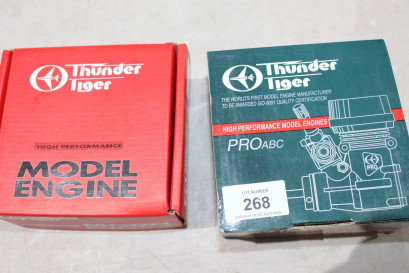 Thunder
Tiger
HIGH PERFORMANCE
MODEL
ENGINE
Thunder
Tiger
THE WORLD'S FIRST MODEL ENGINE MANUFACTURER
TO BE AWARDED ISO-9001 QUALITY CERTIFICATION
HIGH PERFORMANCE MODEL ENGINES
PRO ABC
PRO
LOT NUMBER
268